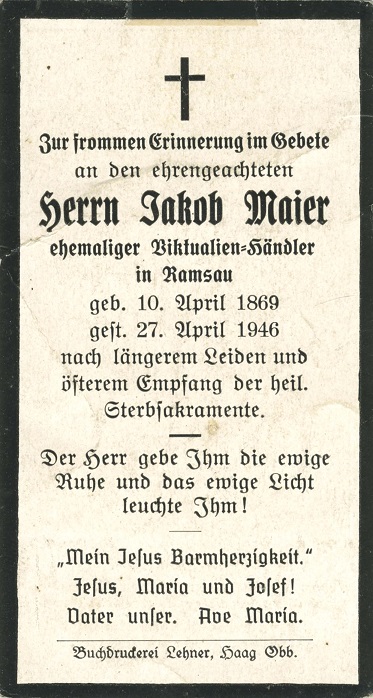 Zur frommen Erinnerung im Gebete
an den ehrengeachteten
Herrn Jakob Maier
ehemaliger Viktualien-Händler
in Ramsau
geb. 10. April 1869
gest. 27. April 1946
nach längerem Leiden und
öfterem Empfang der heil.
Sterbsakramente.
Der Herr gebe Ihm die ewige
Ruhe und das ewige Licht
leuchte Ihm!
„Mein Jesus Barmherzigkeit."
Jesus, Maria und Josef!
Vater unser. Ave Maria.
Buchdruckerei Lehner, Haag Obb.